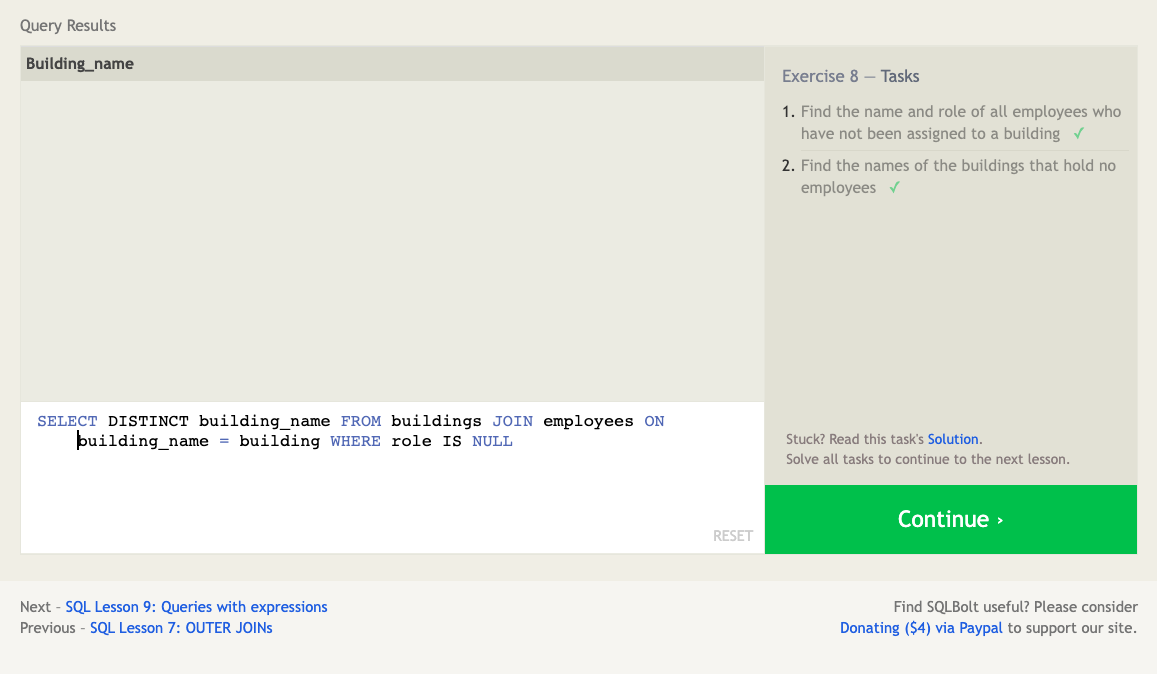 Query Results
Building_name
Exercise 8 — Tasks
1. Find the name and role of all employees who
have not been assigned to a building ✓
2. Find the names of the buildings that hold no
employees ✓
SELECT DISTINCT building_name FROM buildings JOIN employees ON
building_name = building WHERE role IS NULL
RESET
Stuck? Read this task's Solution.
Solve all tasks to continue to the next lesson.
Continue ›
Next – SQL Lesson 9: Queries with expressions
Previous – SQL Lesson 7: OUTER JOINs
Find SQLBolt useful? Please consider
Donating ($4) via Paypal to support our site.